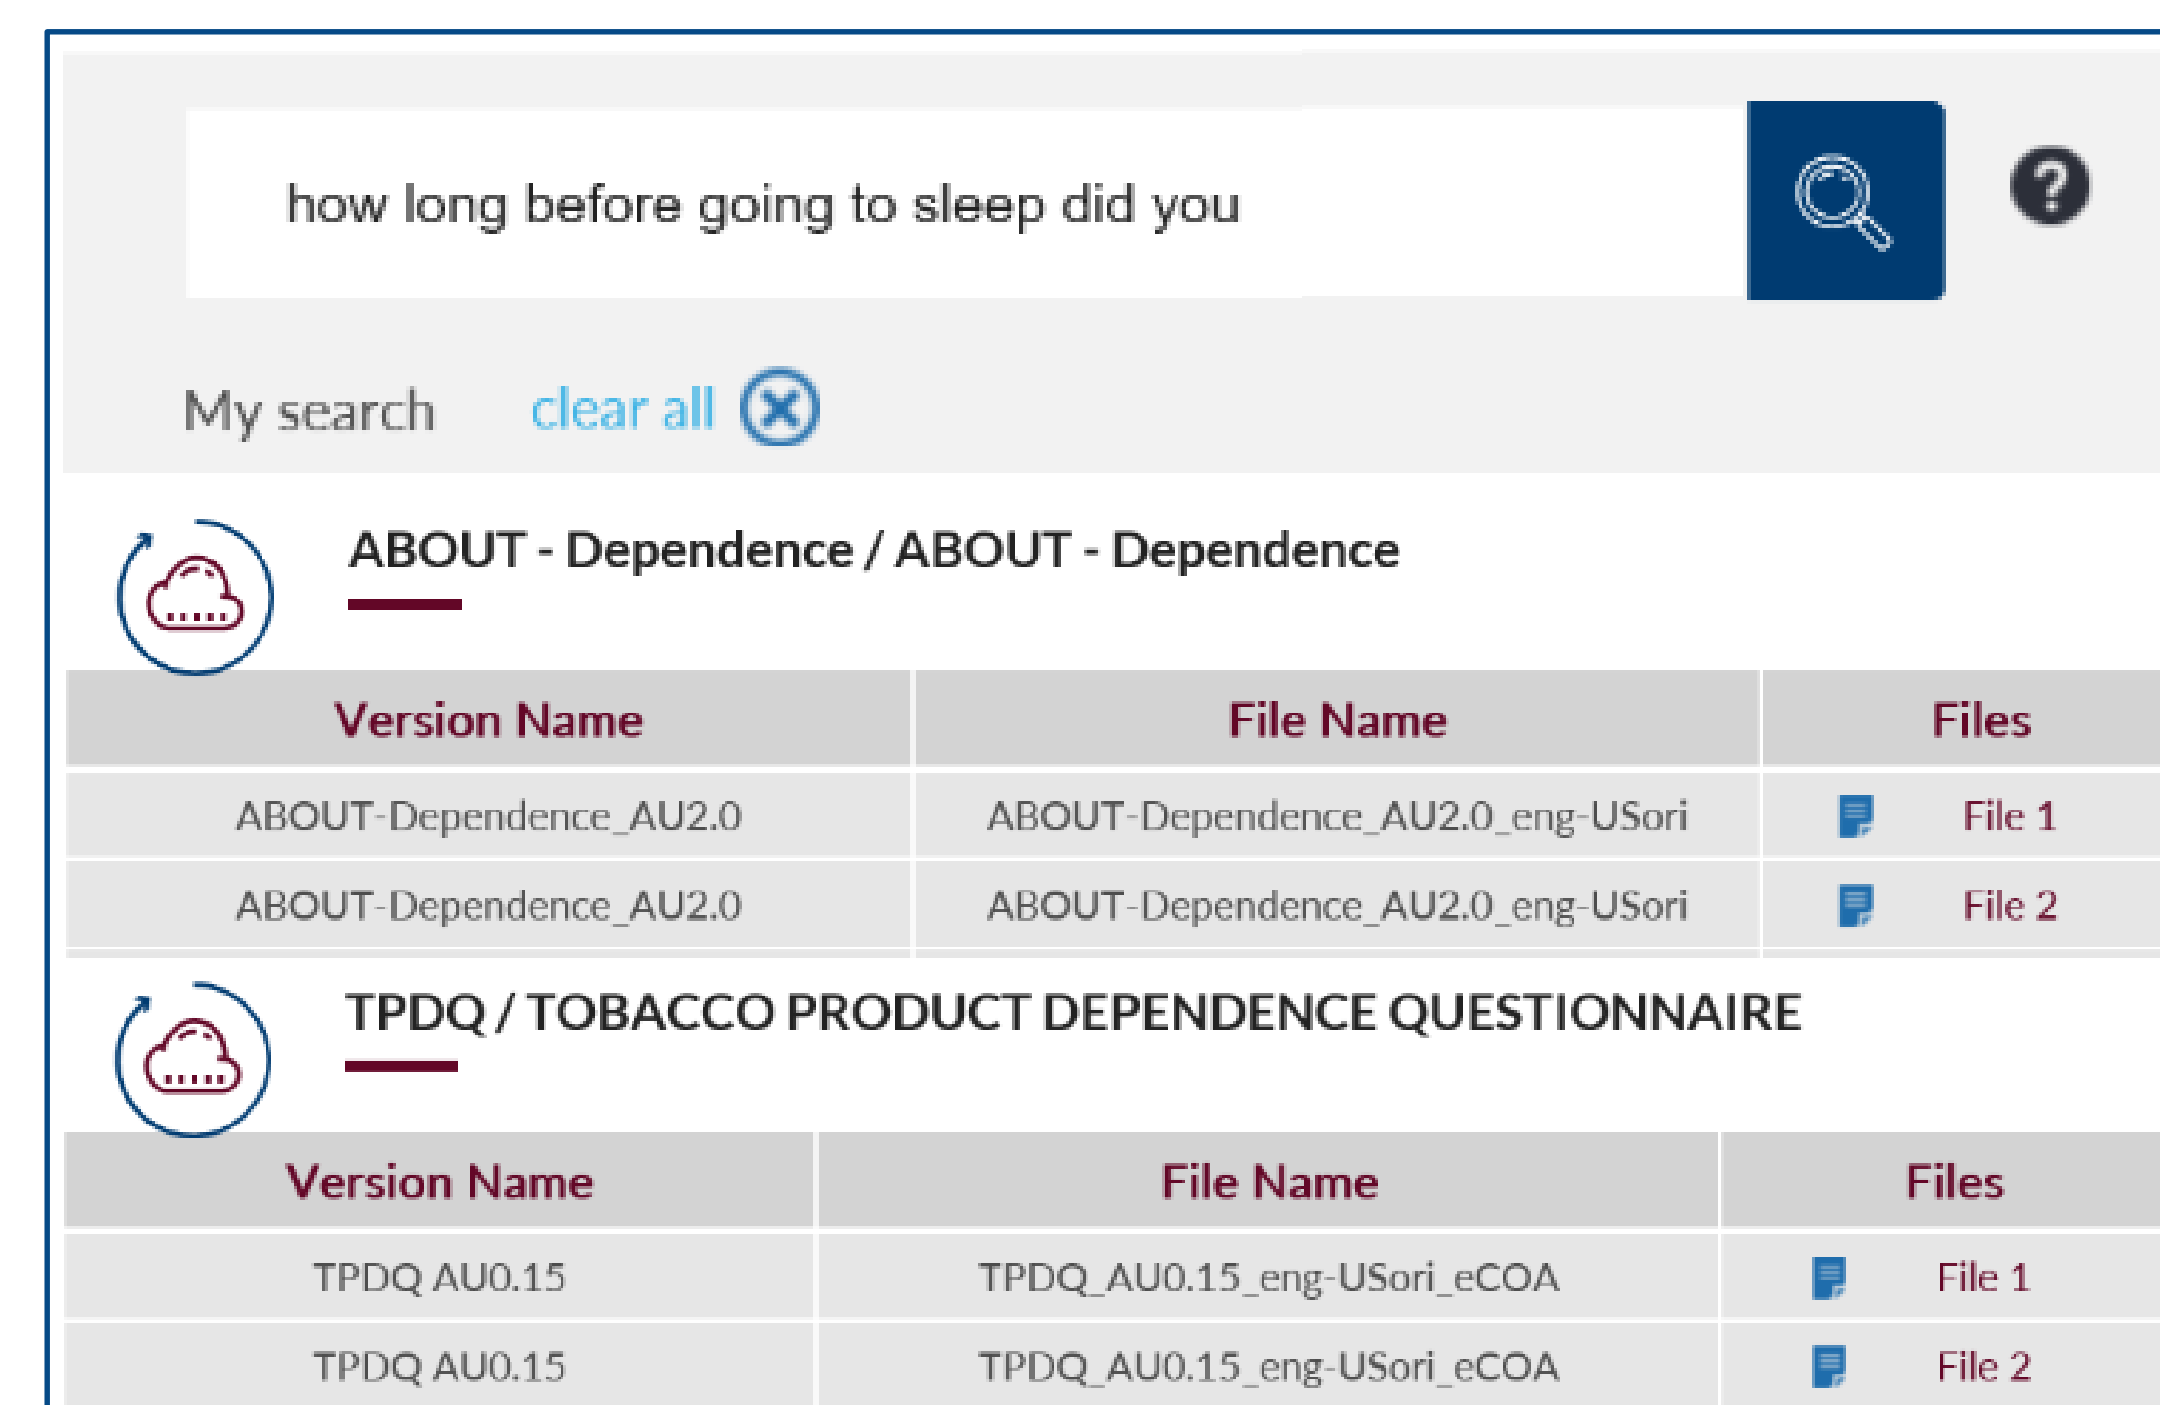 how long before going to sleep did you
?
My search clear all
ABOUT - Dependence / ABOUT - Dependence
Version Name File Name Files
ABOUT-Dependence_AU2.0 ABOUT-Dependence_AU2.0_eng-USori File 1
ABOUT-Dependence_AU2.0 ABOUT-Dependence_AU2.0_eng-USori File 2
TPDQ / TOBACCO PRODUCT DEPENDENCE QUESTIONNAIRE
Version Name File Name Files
TPDQ AU0.15 TPDQ_AU0.15_eng-USori_eCOA File 1
TPDQ AU0.15 TPDQ_AU0.15_eng-USori_eCOA File 2